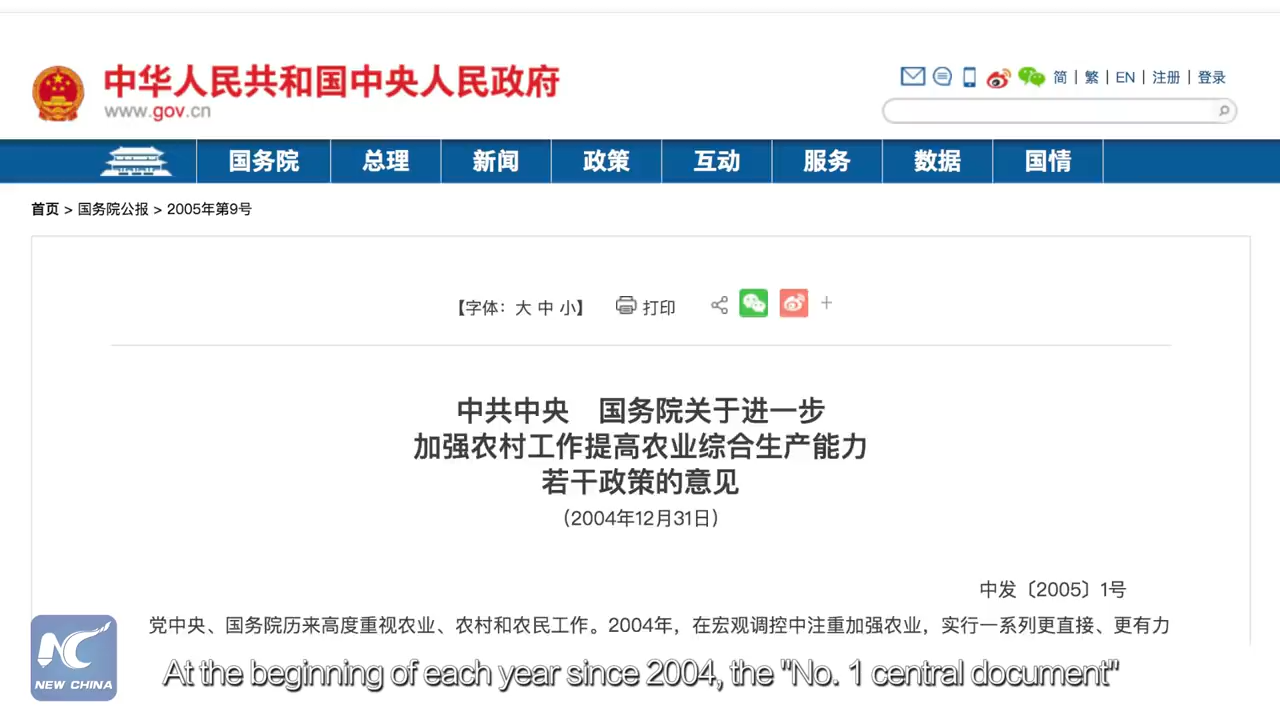 中华人民共和国中央人民政府
www.gov.cn
简 | 繁 | EN | 注册 | 登录
国务院 总理 新闻 政策 互动 服务 数据 国情
首页 > 国务院公报 > 2005年第9号
【字体：大 中 小】 打印
中共中央 国务院关于进一步
加强农村工作提高农业综合生产能力
若干政策的意见
（2004年12月31日）
中发〔2005〕1号
党中央、国务院历来高度重视农业、农村和农民工作。2004年，在宏观调控中注重加强农业，实行一系列更直接、更有力
At the beginning of each year since 2004, the "No. 1 central document"
NC
NEW CHINA